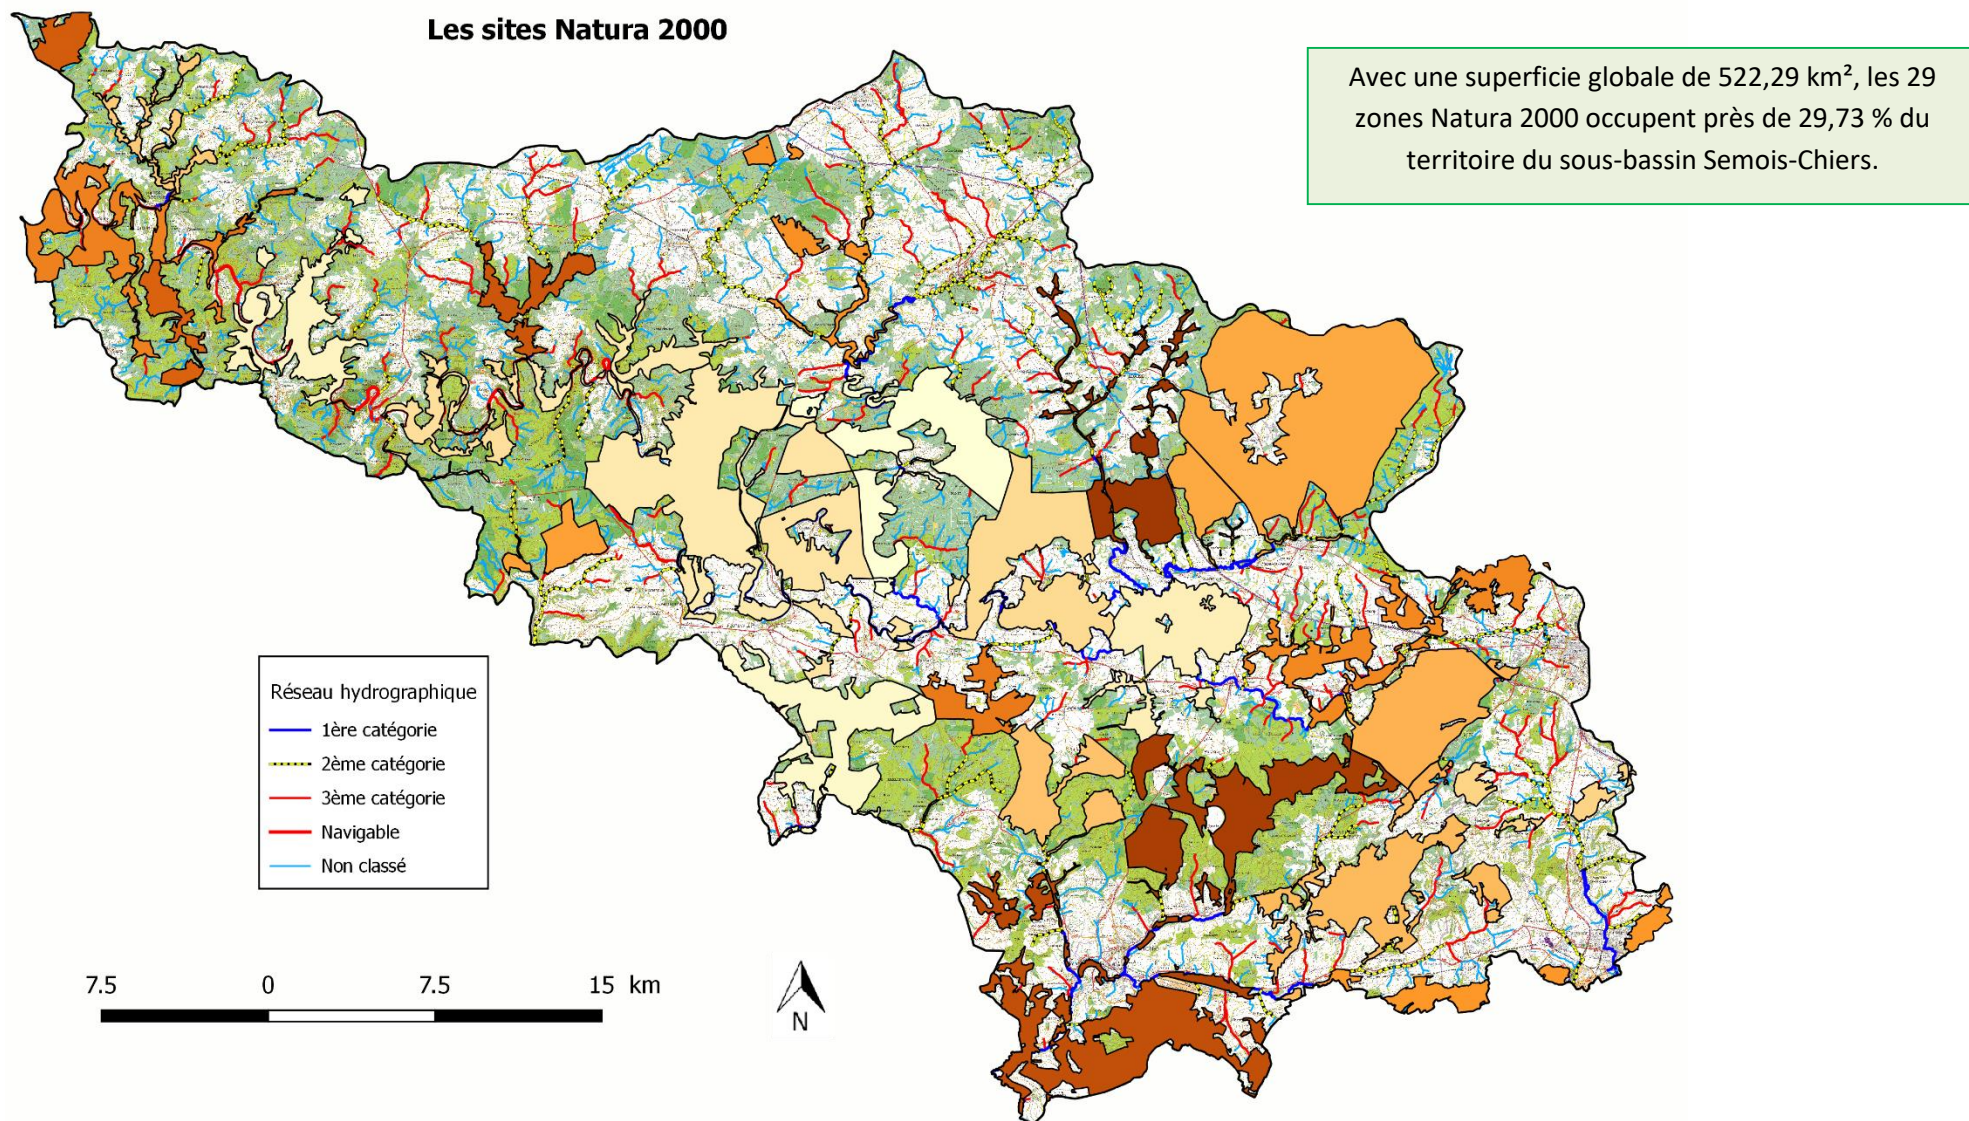 Les sites Natura 2000
Avec une superficie globale de 522,29 km², les 29
zones Natura 2000 occupent près de 29,73 % du
territoire du sous-bassin Semois-Chiers.
Réseau hydrographique
1ère catégorie
2ème catégorie
3ème catégorie
Navigable
Non classé
7.5 0 7.5 15 km
N